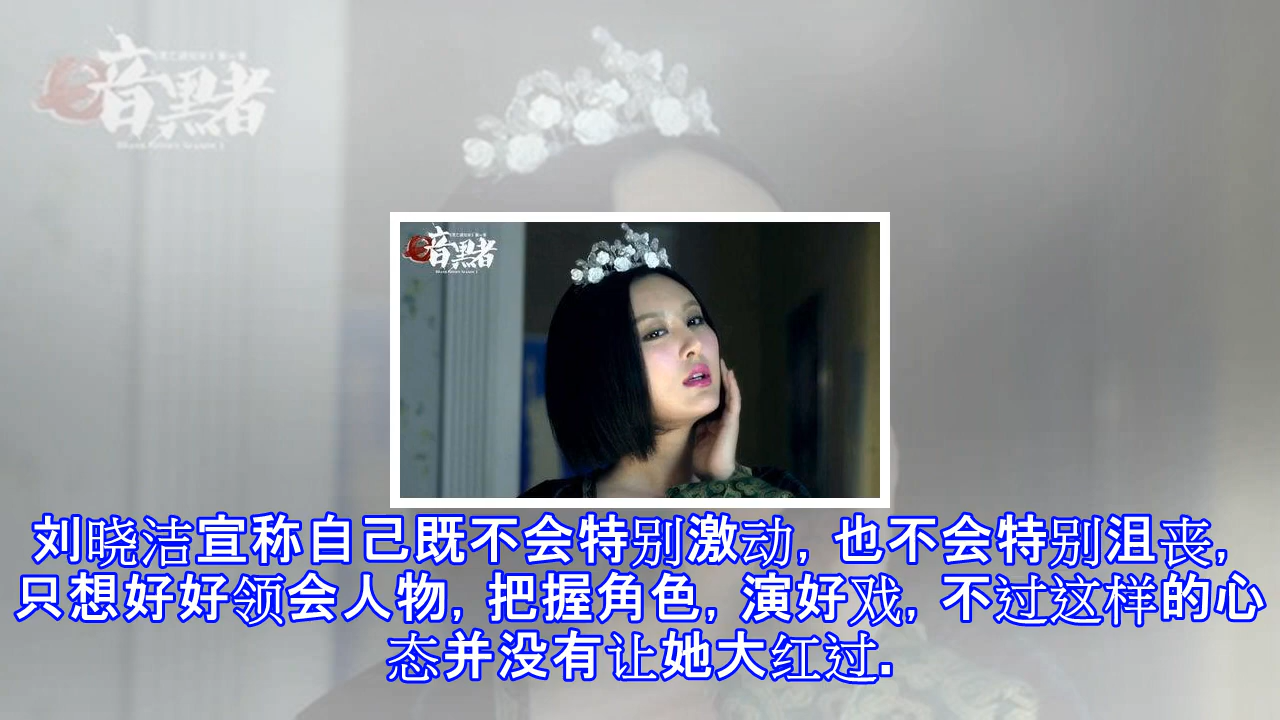 暗黑者
暗黑者
刘晓洁宣称自己既不会特别激动, 也不会特别沮丧,
只想好好领会人物, 把握角色, 演好戏, 不过这样的心
态并没有让她大红过.